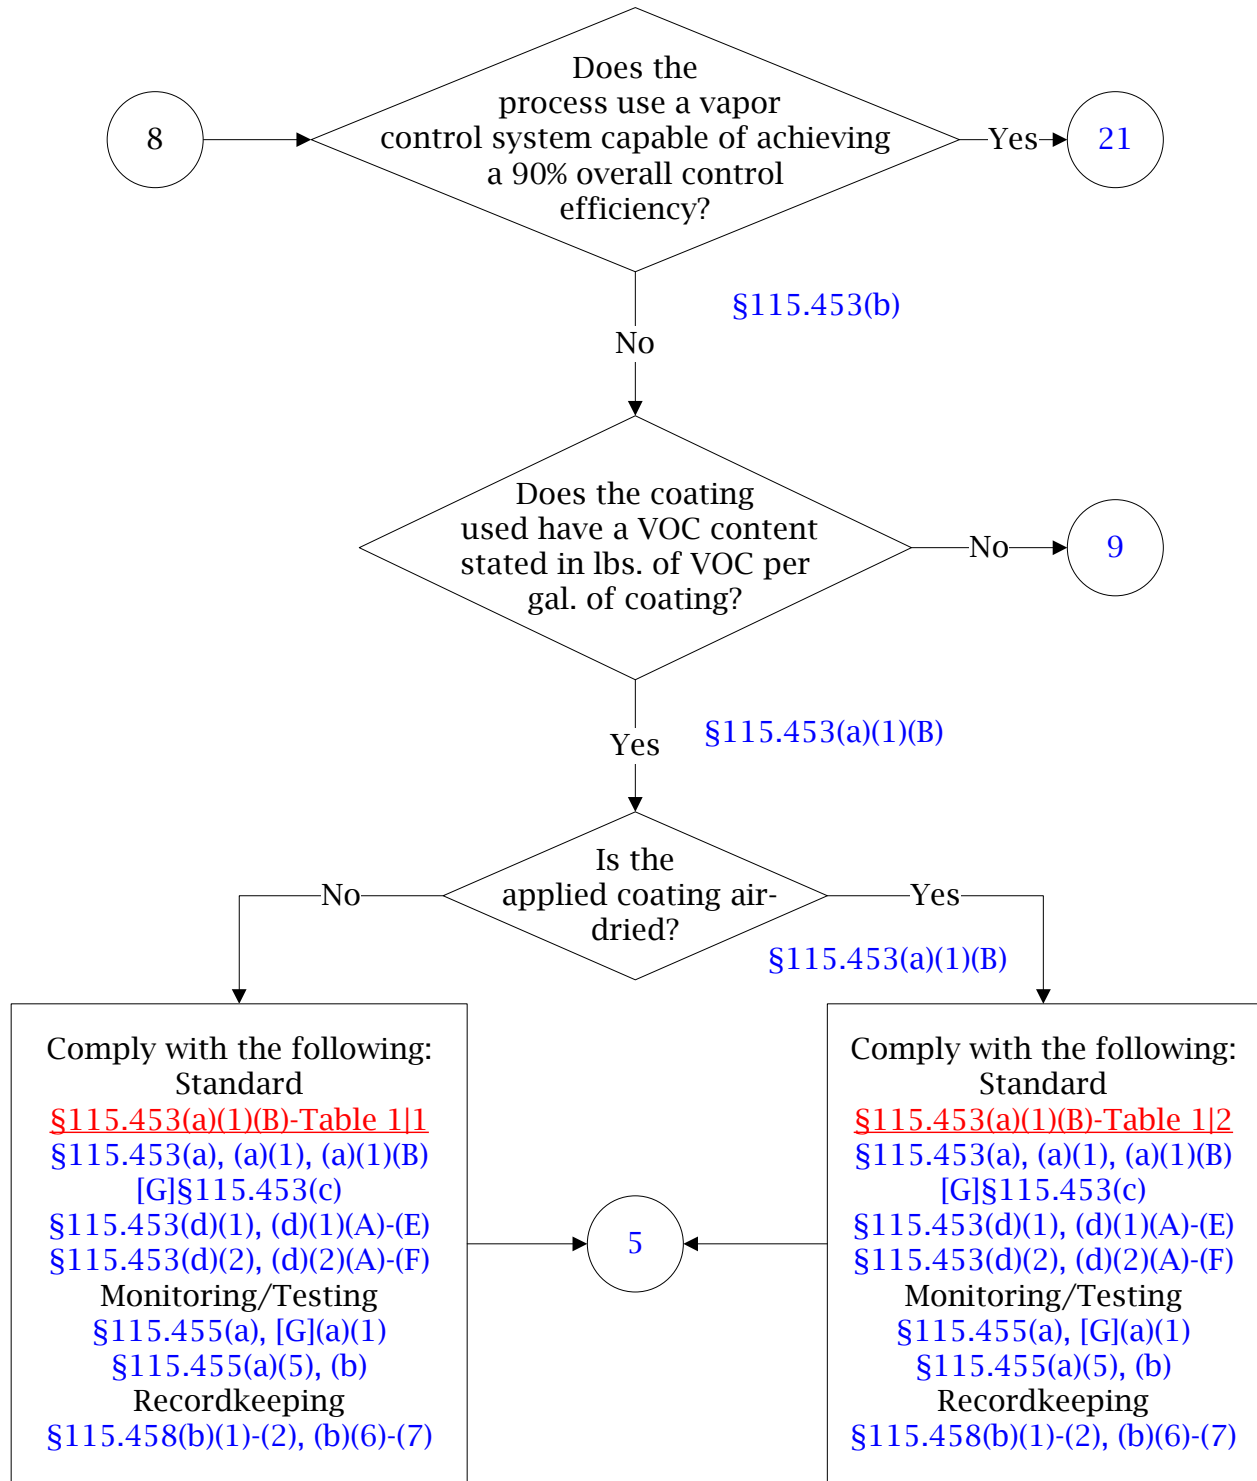 8
Does the
process use a vapor
control system capable of achieving
a 90% overall control
efficiency?
Yes
21
§115.453(b)
No
Does the coating
used have a VOC content
stated in lbs. of VOC per
gal. of coating?
No
9
§115.453(a)(1)(B)
Yes
Is the
applied coating air-
dried?
No
Yes
§115.453(a)(1)(B)
Comply with the following:
Standard
§115.453(a)(1)(B)-Table 1|1
§115.453(a), (a)(1), (a)(1)(B)
[G]§115.453(c)
§115.453(d)(1), (d)(1)(A)-(E)
§115.453(d)(2), (d)(2)(A)-(F)
Monitoring/Testing
§115.455(a), [G](a)(1)
§115.455(a)(5), (b)
Recordkeeping
§115.458(b)(1)-(2), (b)(6)-(7)
5
Comply with the following:
Standard
§115.453(a)(1)(B)-Table 1|2
§115.453(a), (a)(1), (a)(1)(B)
[G]§115.453(c)
§115.453(d)(1), (d)(1)(A)-(E)
§115.453(d)(2), (d)(2)(A)-(F)
Monitoring/Testing
§115.455(a), [G](a)(1)
§115.455(a)(5), (b)
Recordkeeping
§115.458(b)(1)-(2), (b)(6)-(7)